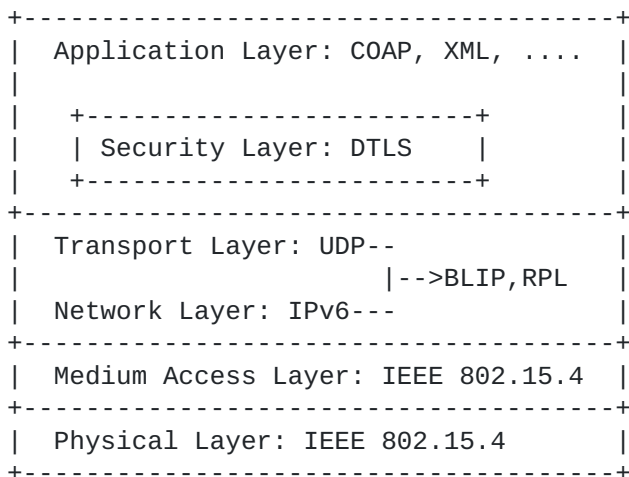 +--------------------------------------+
|  Application Layer: COAP, XML, ....  |
|                                      |
|   +-------------------------+        |
|   | Security Layer: DTLS    |        |
|   +-------------------------+        |
+--------------------------------------+
|  Transport Layer: UDP--              |
|                       |-->BLIP,RPL   |
|  Network Layer: IPv6---              |
+--------------------------------------+
|  Medium Access Layer: IEEE 802.15.4  |
+--------------------------------------+
|  Physical Layer: IEEE 802.15.4       |
+--------------------------------------+